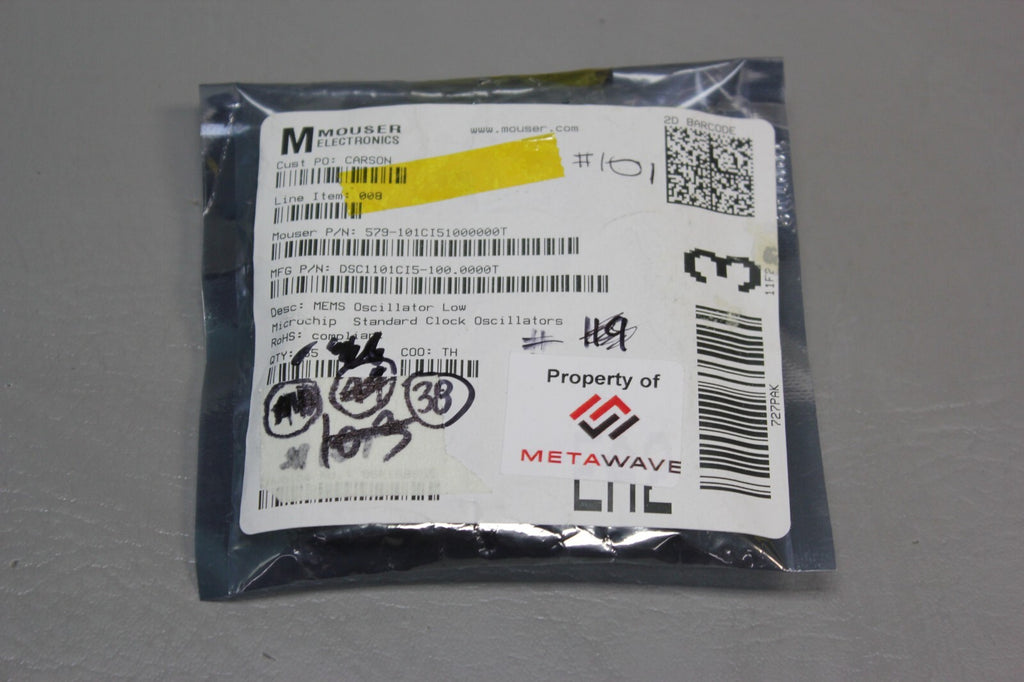 MOUSER
ELECTRONICS
www.mouser.com
2D BARCODE
Cust PO: CARSON
#101
Line Item: 008
Mouser P/N: 579-101CI51000000T
MFG P/N: DSC1101CI5-100.0000T
3
Desc: MEMS Oscillator Low
Microchip Standard Clock Oscillators
RoHS: compliant
# 119
QTY: COO: TH
38
Property of
METAWAVE
727PAK